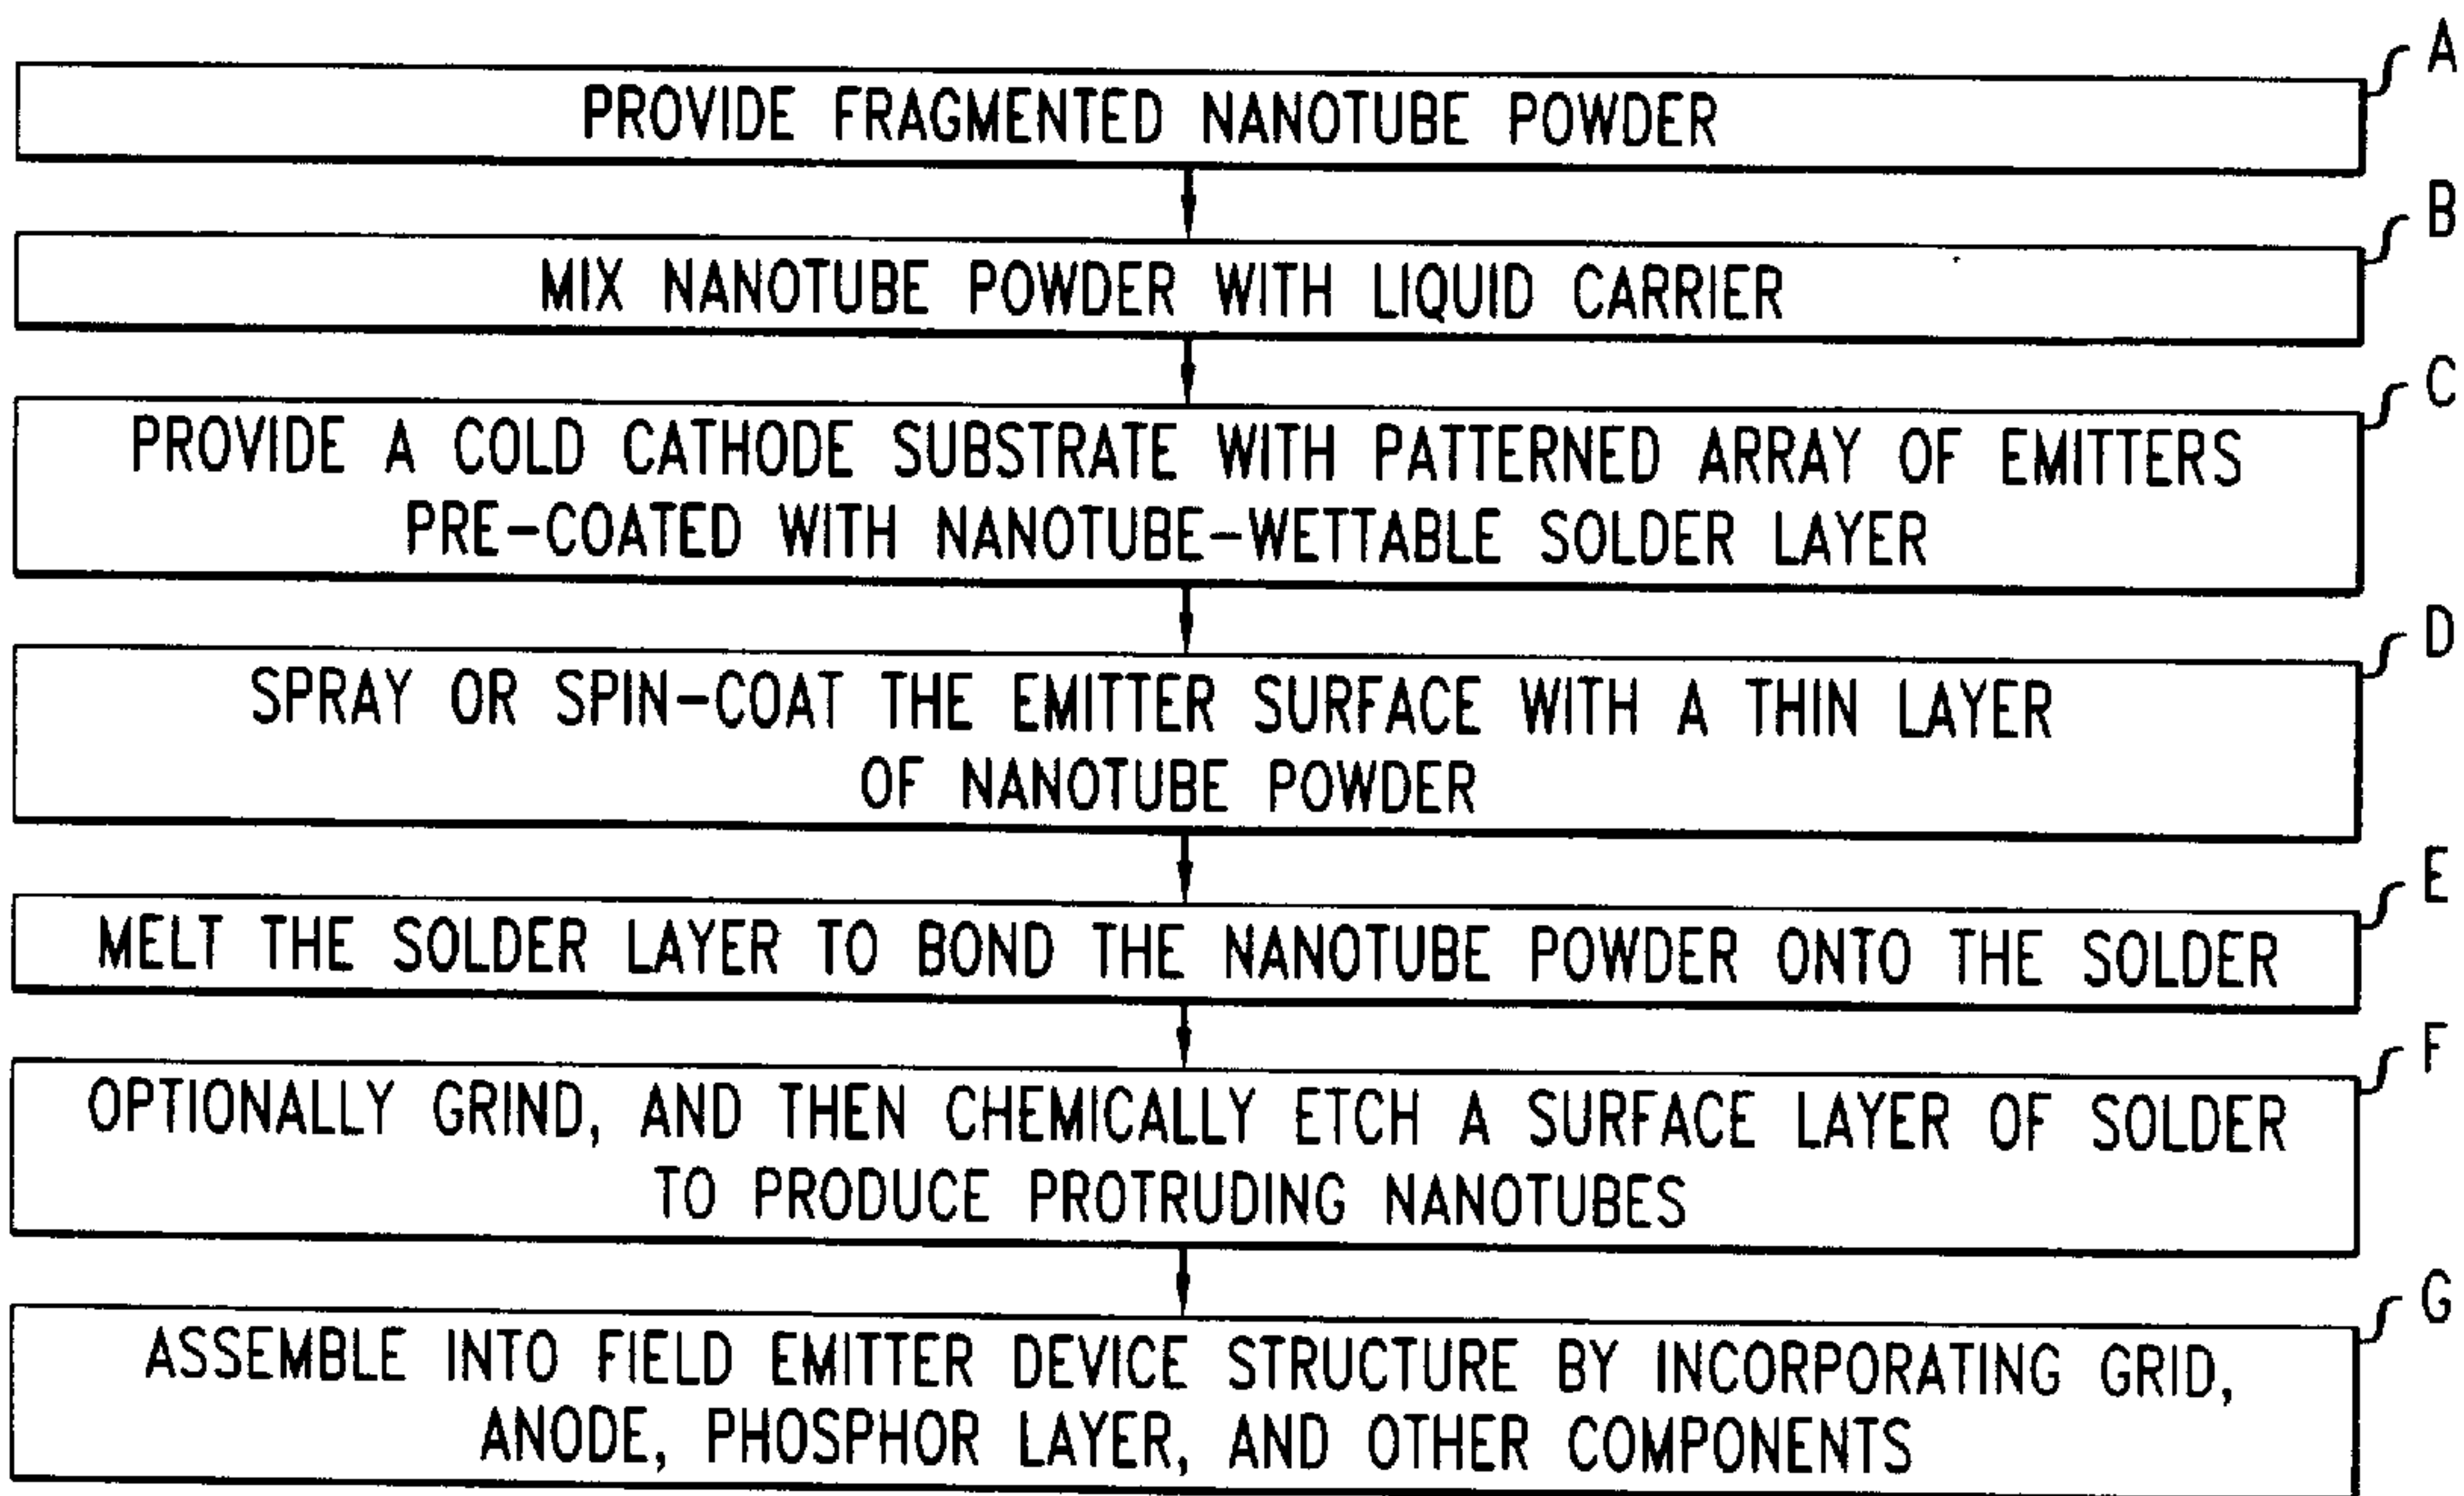 A
PROVIDE FRAGMENTED NANOTUBE POWDER
B
MIX NANOTUBE POWDER WITH LIQUID CARRIER
C
PROVIDE A COLD CATHODE SUBSTRATE WITH PATTERNED ARRAY OF EMITTERS
PRE-COATED WITH NANOTUBE-WETTABLE SOLDER LAYER
D
SPRAY OR SPIN-COAT THE EMITTER SURFACE WITH A THIN LAYER
OF NANOTUBE POWDER
E
MELT THE SOLDER LAYER TO BOND THE NANOTUBE POWDER ONTO THE SOLDER
F
OPTIONALLY GRIND, AND THEN CHEMICALLY ETCH A SURFACE LAYER OF SOLDER
TO PRODUCE PROTRUDING NANOTUBES
G
ASSEMBLE INTO FIELD EMITTER DEVICE STRUCTURE BY INCORPORATING GRID,
ANODE, PHOSPHOR LAYER, AND OTHER COMPONENTS